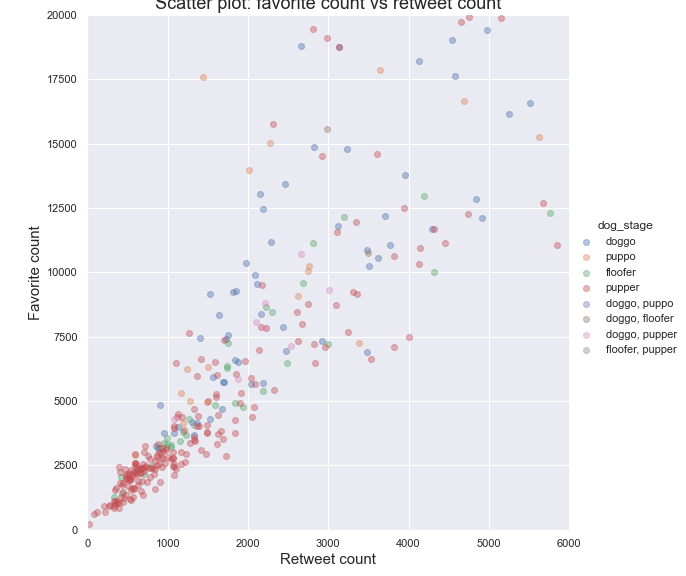 Scatter plot: favorite count vs retweet count
20000
17500
15000
12500
10000
7500
5000
2500
0
Favorite count
0 1000 2000 3000 4000 5000 6000
Retweet count
dog_stage
doggo
puppo
floofer
pupper
doggo, puppo
doggo, floofer
doggo, pupper
floofer, pupper